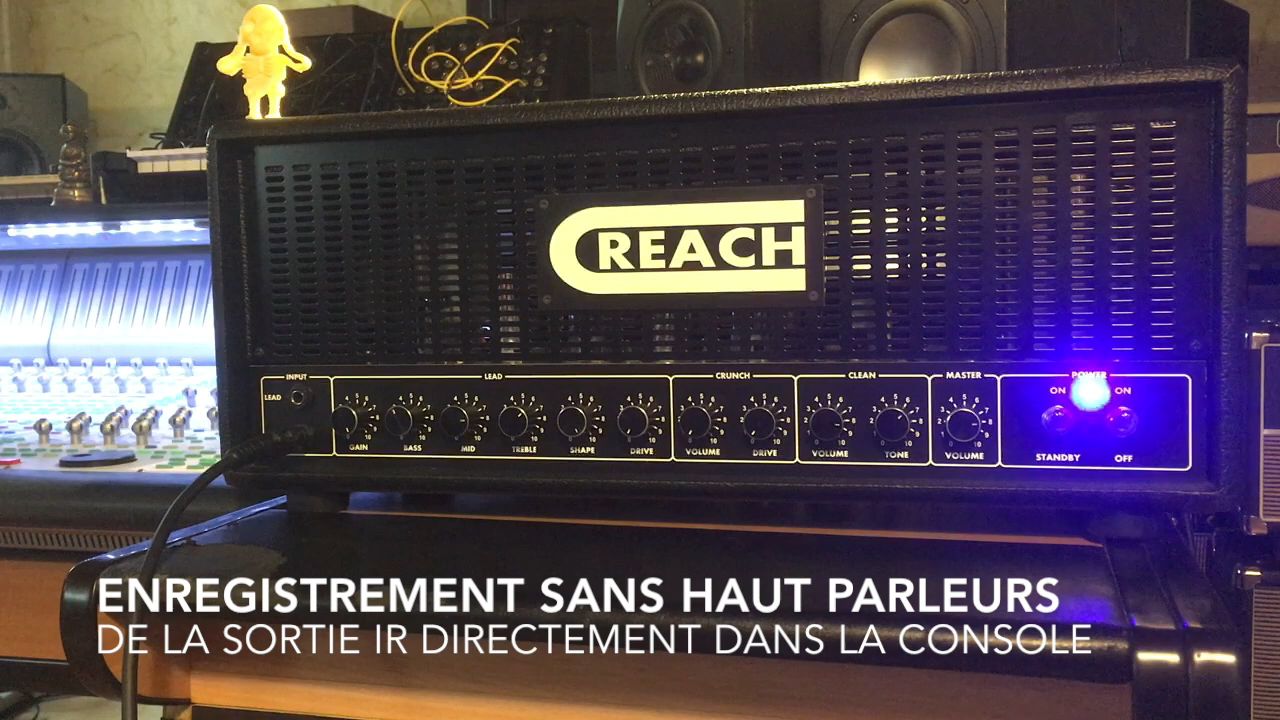 CREACH
INPUT LEAD CRUNCH CLEAN MASTER POWER
LEAD ON ON
GAIN BASS MID TREBLE SHAPE DRIVE VOLUME DRIVE VOLUME TONE VOLUME STANDBY OFF
ENREGISTREMENT SANS HAUT PARLEURS
DE LA SORTIE IR DIRECTEMENT DANS LA CONSOLE